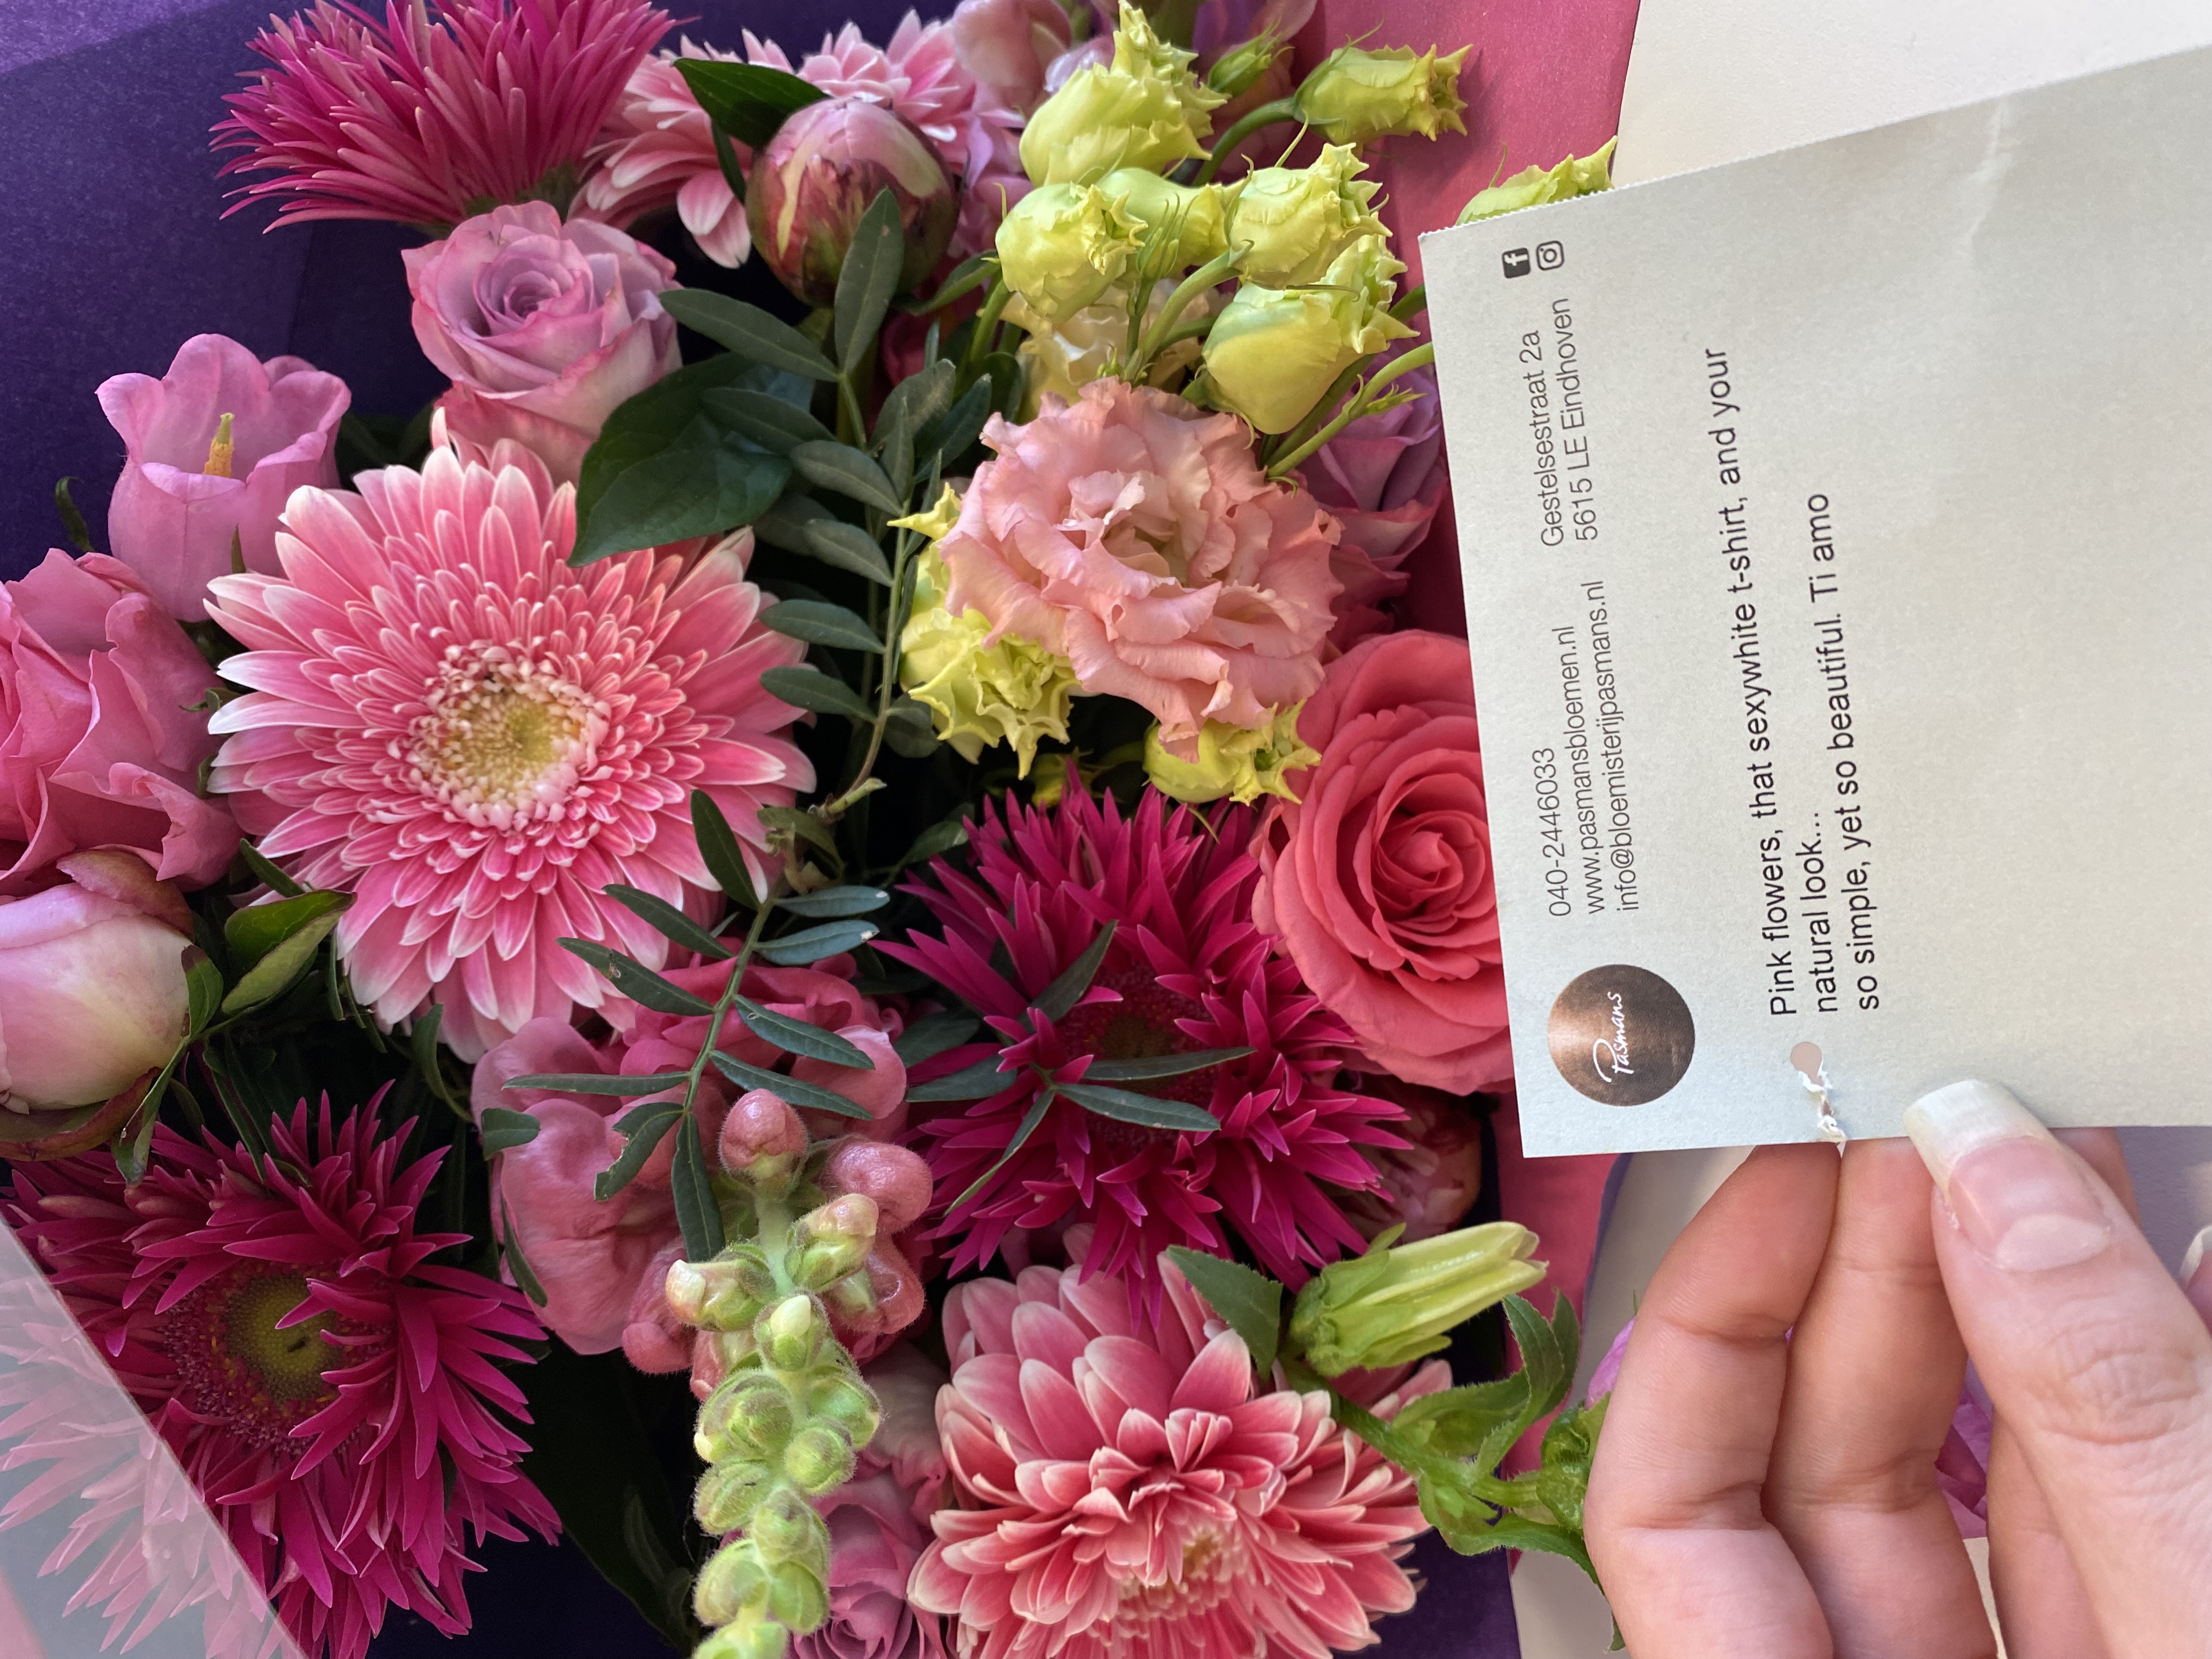 Pasmans
040-2446033
www.pasmansbloemen.nl
info@bloemisterijpasmans.nl
Gestelsestraat 2a
5615 LE Eindhoven
Pink flowers, that sexywhite t-shirt, and your
natural look...
so simple, yet so beautiful. Ti amo